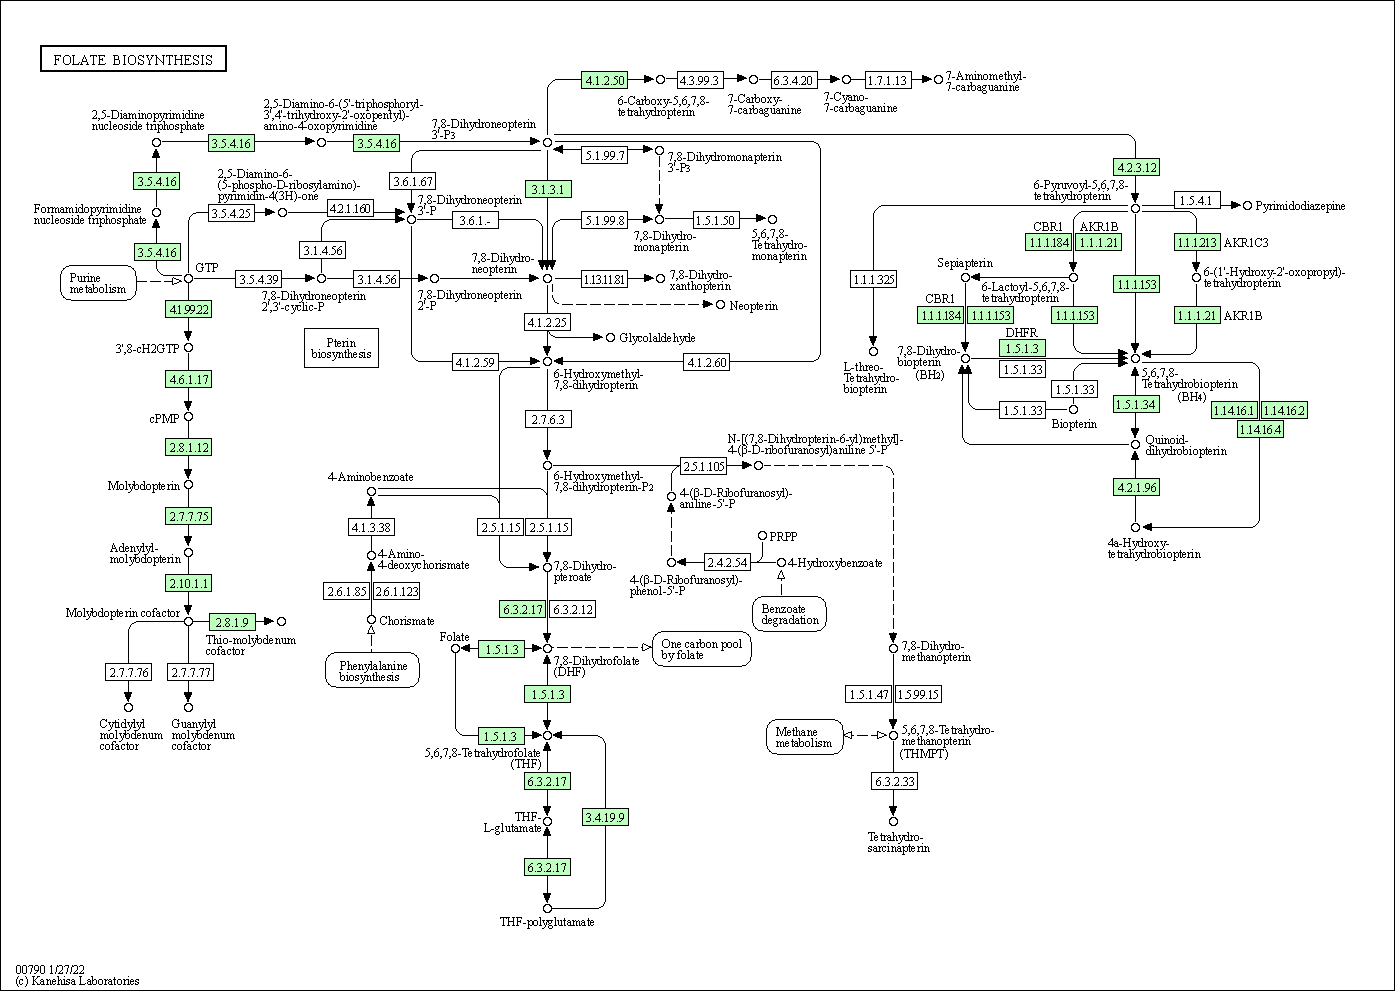 FOLATE BIOSYNTHESIS
4.1.2.50
4.3.99.3
6.3.4.20
1.7.1.13
7-Aminomethyl-
7-carbaguanine
6-Carboxy-5,6,7,8-
tetrahydropterin
7-Carboxy-
7-carbaguanine
7-Cyano-
7-carbaguanine
2,5-Diaminopyrimidine
nucleoside triphosphate
2,5-Diamino-6-(5'-triphosphoryl-
3',4'-trihydroxy-2'-oxopentyl)-
amino-4-oxopyrimidine
7,8-Dihydroneopterin
3'-P3
3.5.4.16
3.5.4.16
5.1.99.7
7,8-Dihydromonapterin
3'-P3
4.2.3.12
3.5.4.16
2,5-Diamino-6-
(5-phospho-D-ribosylamino)-
pyrimidin-4(3H)-one
3.6.1.67
3.1.3.1
6-Pyruvoyl-5,6,7,8-
tetrahydropterin
1.5.4.1
Pyrimidodiazepine
Formamidopyrimidine
nucleoside triphosphate
3.5.4.25
4.2.1.160
7,8-Dihydroneopterin
3'-P
3.6.1.-
5.1.99.8
1.5.1.50
7,8-Dihydro-
monapterin
5,6,7,8-
Tetrahydro-
monapterin
CBR1
AKR1B
1.1.1.184
1.1.1.21
1.1.1.213
AKR1C3
3.5.4.16
3.1.4.56
7,8-Dihydro-
neopterin
GTP
Purine
metabolism
3.5.4.39
3.1.4.56
1.13.11.81
7,8-Dihydro-
xanthopterin
7,8-Dihydroneopterin
2',3'-cyclic-P
7,8-Dihydroneopterin
2'-P
Neopterin
1.1.1.325
Sepiapterin
6-Lactoyl-5,6,7,8-
tetrahydropterin
1.1.1.153
6-(1'-Hydroxy-2'-oxopropyl)-
tetrahydropterin
4.1.99.22
4.1.2.25
CBR1
1.1.1.184
1.1.1.153
1.1.1.153
1.1.1.21
AKR1B
3',8-cH2GTP
Pterin
biosynthesis
Glycolaldehyde
DHFR
1.5.1.3
1.5.1.33
4.1.2.59
4.1.2.60
6-Hydroxymethyl-
7,8-dihydropterin
L-threo-
Tetrahydro-
biopterin
7,8-Dihydro-
biopterin
(BH2)
5,6,7,8-
Tetrahydrobiopterin
(BH4)
4.6.1.17
1.5.1.33
1.5.1.33
Biopterin
1.5.1.34
1.14.16.1
1.14.16.2
1.14.16.4
cPMP
2.7.6.3
2.8.1.12
N-[(7,8-Dihydropterin-6-yl)methyl]-
4-(β-D-ribofuranosyl)aniline 5'-P
Quinoid-
dihydrobiopterin
2.5.1.105
Molybdopterin
4-Aminobenzoate
6-Hydroxymethyl-
7,8-dihydropterin-P2
4-(β-D-Ribofuranosyl)-
aniline-5'-P
4.2.1.96
2.7.7.75
4.1.3.38
2.5.1.15
2.5.1.15
PRPP
4a-Hydroxy-
tetrahydrobiopterin
Adenylyl-
molybdopterin
4-Amino-
4-deoxychorismate
7,8-Dihydro-
pteroate
2.4.2.54
4-Hydroxybenzoate
4-(β-D-Ribofuranosyl)-
phenol-5'-P
2.10.1.1
2.6.1.85
2.6.1.123
6.3.2.17
6.3.2.12
Benzoate
degradation
Molybdopterin cofactor
2.8.1.9
Thio-molybdenum
cofactor
Chorismate
Folate
1.5.1.3
7,8-Dihydrofolate
(DHF)
One carbon pool
by folate
7,8-Dihydro-
methanopterin
2.7.7.76
2.7.7.77
Phenylalanine
biosynthesis
1.5.1.3
1.5.1.47
1.5.99.15
Cytidylyl
molybdenum
cofactor
Guanylyl
molybdenum
cofactor
1.5.1.3
5,6,7,8-Tetrahydrofolate
(THF)
Methane
metabolism
5,6,7,8-Tetrahydro-
methanopterin
(THMPT)
6.3.2.17
6.3.2.33
THF-
L-glutamate
3.4.19.9
Tetrahydro-
sarcinapterin
6.3.2.17
THF-polyglutamate
00790 1/27/22
(c) Kanehisa Laboratories